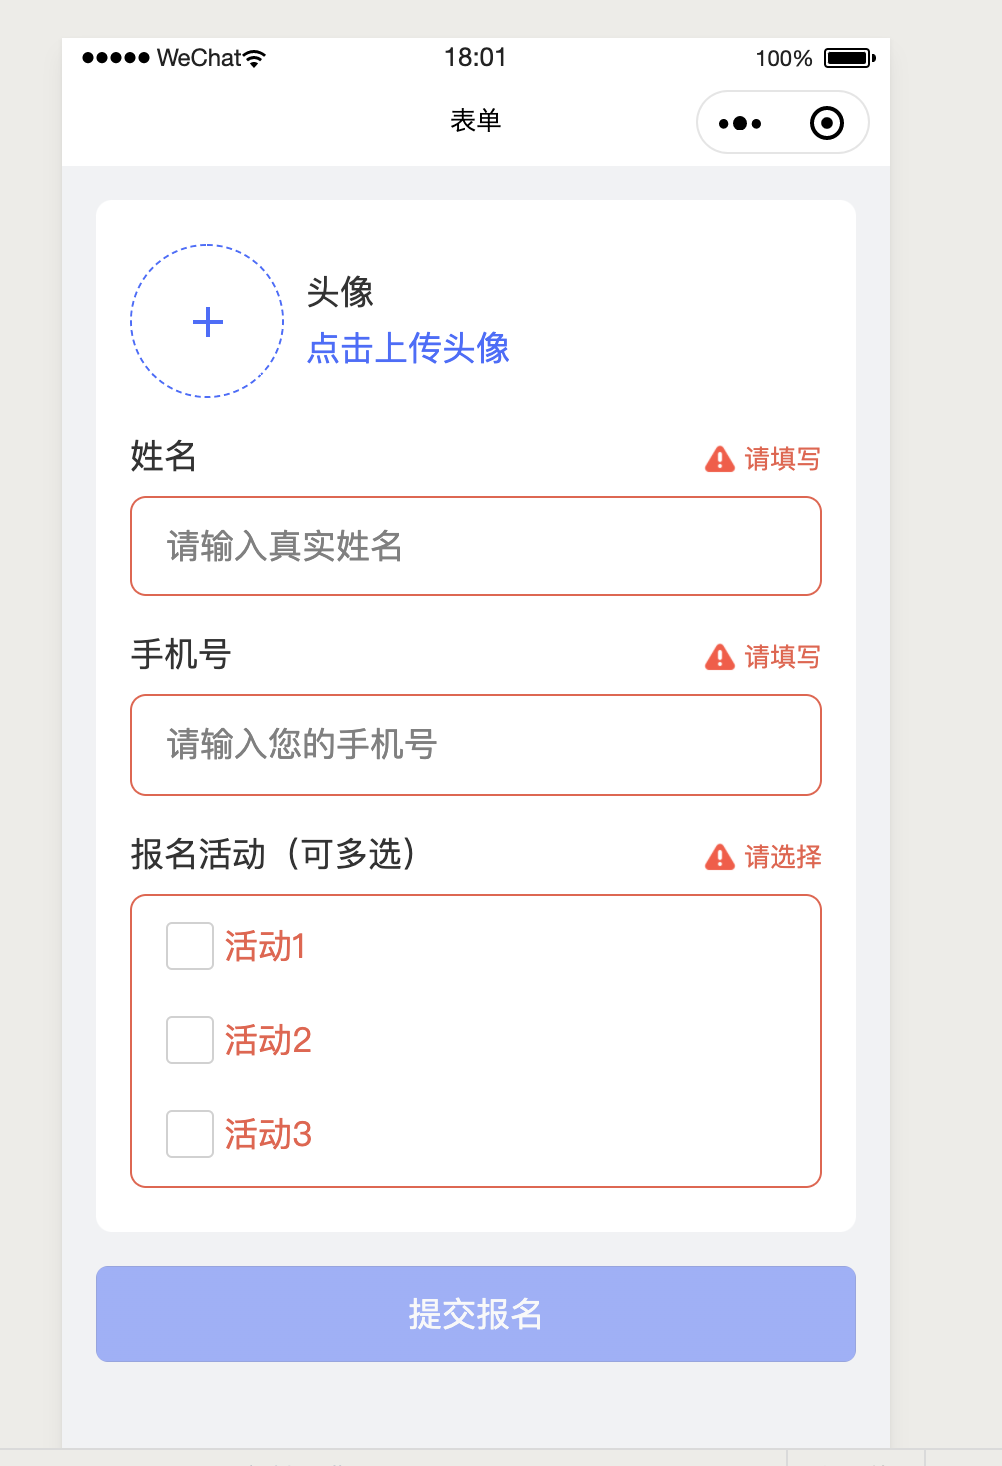 WeChat 18:01 100%
表单
头像
点击上传头像
姓名 请填写
请输入真实姓名
手机号 请填写
请输入您的手机号
报名活动（可多选） 请选择
活动1
活动2
活动3
提交报名